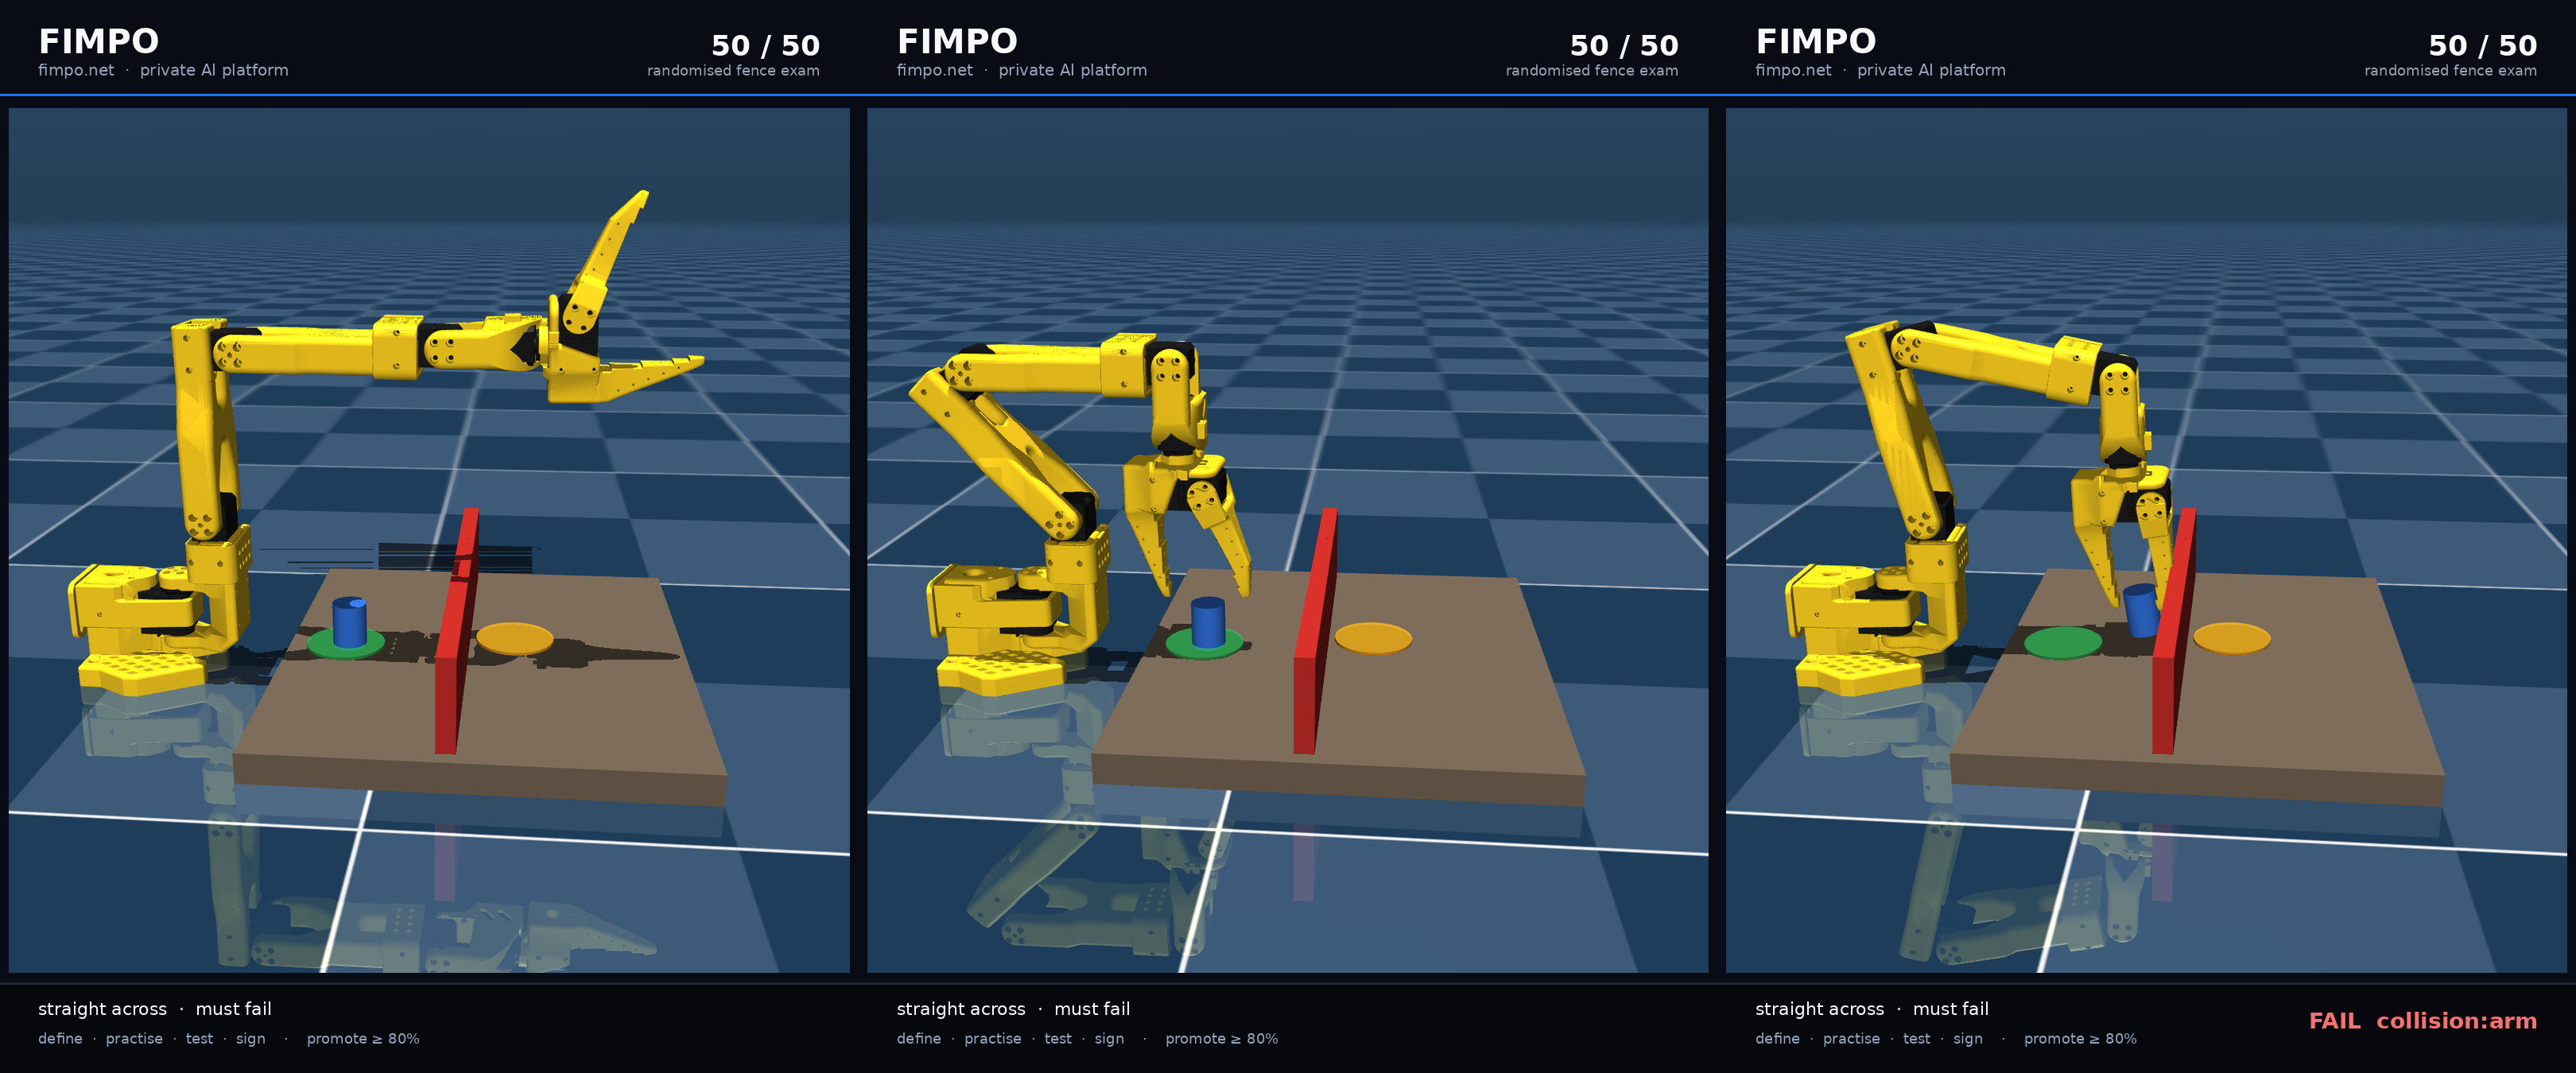 FIMPO
fimpo.net · private AI platform
50 / 50
randomised fence exam
straight across · must fail
define · practise · test · sign · promote ≥ 80%
FIMPO
fimpo.net · private AI platform
50 / 50
randomised fence exam
straight across · must fail
define · practise · test · sign · promote ≥ 80%
FIMPO
fimpo.net · private AI platform
50 / 50
randomised fence exam
straight across · must fail
define · practise · test · sign · promote ≥ 80%
FAIL collision:arm